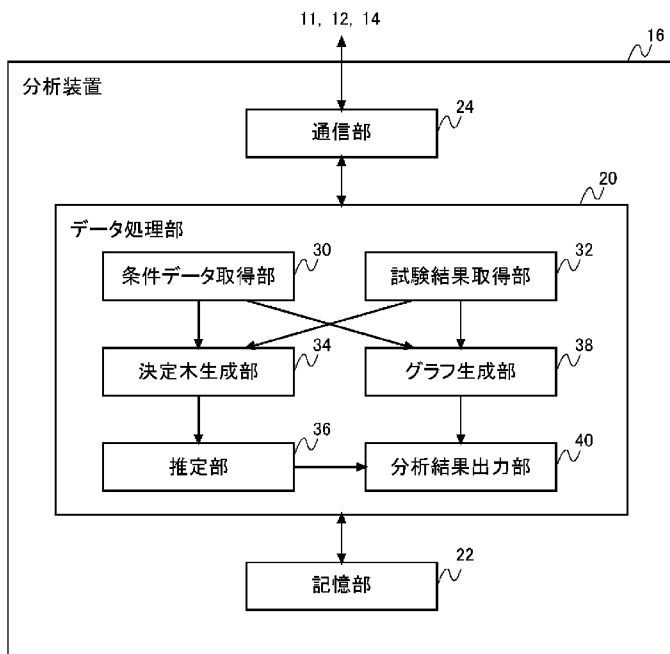 11, 12, 14
16
分析装置
24
通信部
20
データ処理部
30
条件データ取得部
32
試験結果取得部
34
決定木生成部
38
グラフ生成部
36
推定部
40
分析結果出力部
22
記憶部